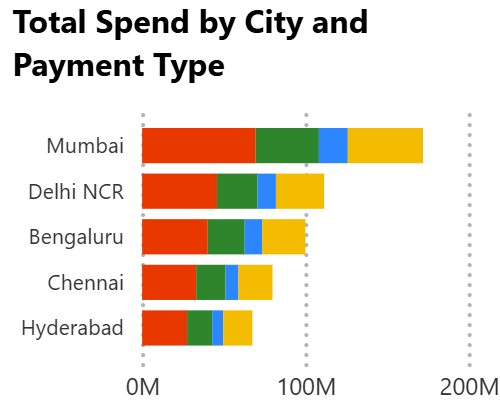 Total Spend by City and
Payment Type
Mumbai
Delhi NCR
Bengaluru
Chennai
Hyderabad
0M 100M 200M